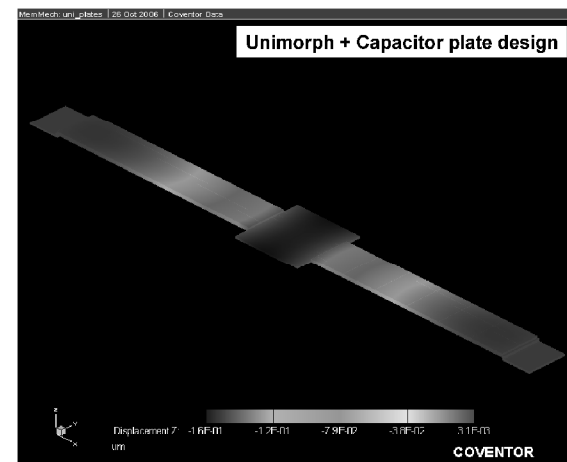 MemMech: uni_plates | 26 Oct 2006 | Coventor Data
Unimorph + Capacitor plate design
z
Y
X
Displacement Z: -1.6E-01 -1.2E-01 -7.9E-02 -3.8E-02 3.1E-03
um
COVENTOR